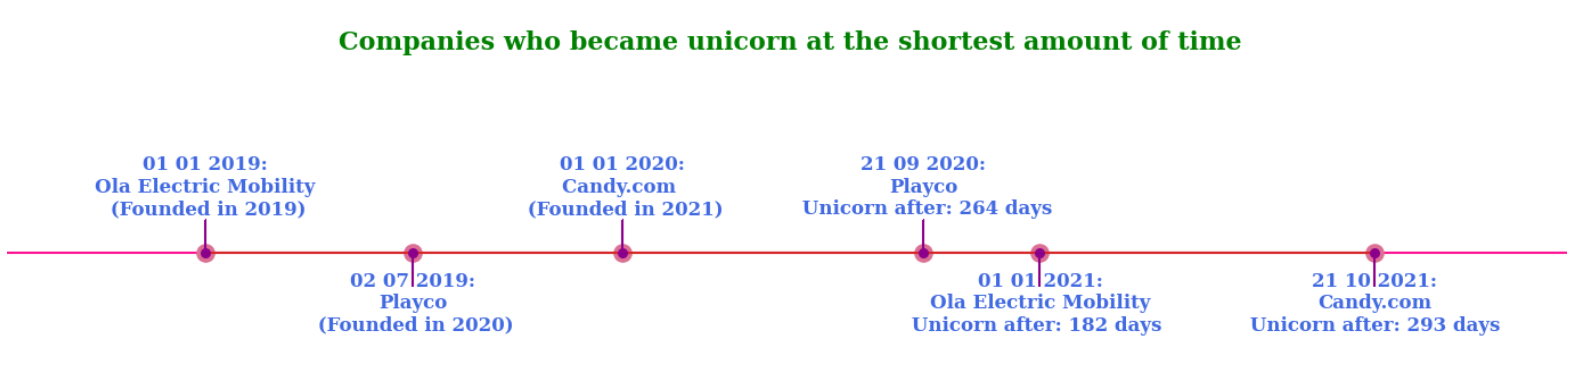 Companies who became unicorn at the shortest amount of time
01 01 2019:
Ola Electric Mobility
(Founded in 2019)
02 07 2019:
Playco
(Founded in 2020)
01 01 2020:
Candy.com
(Founded in 2021)
21 09 2020:
Playco
Unicorn after: 264 days
01 01 2021:
Ola Electric Mobility
Unicorn after: 182 days
21 10 2021:
Candy.com
Unicorn after: 293 days